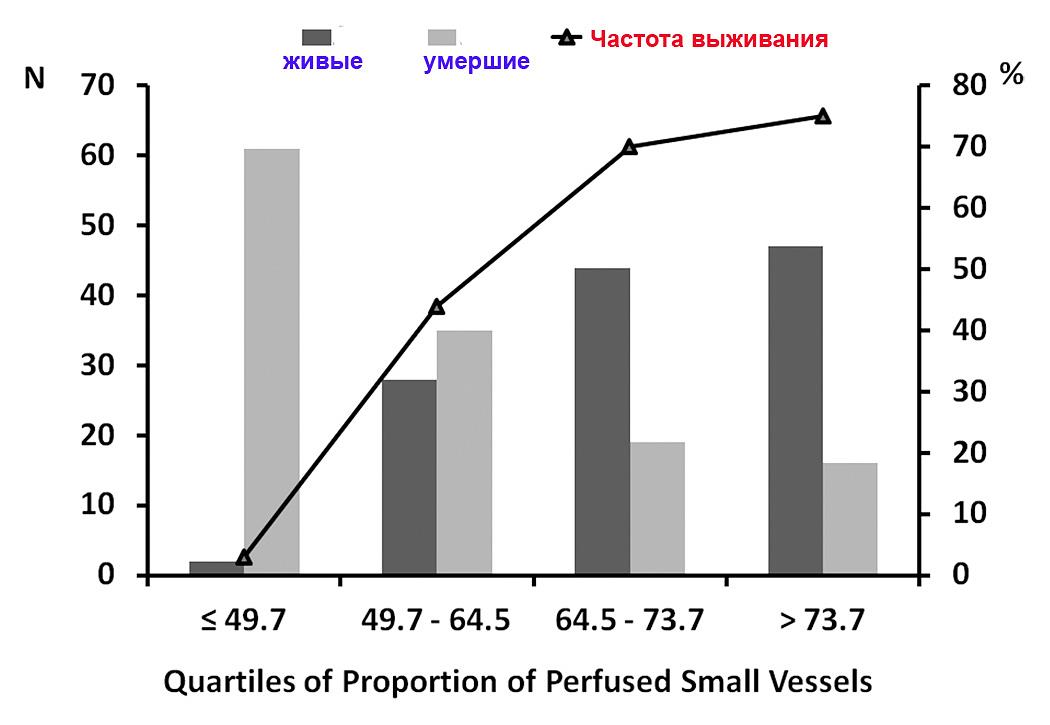 живые
умершие
Частота выживания
N
%
70
60
50
40
30
20
10
0
80
70
60
50
40
30
20
10
0
≤ 49.7
49.7 - 64.5
64.5 - 73.7
> 73.7
Quartiles of Proportion of Perfused Small Vessels